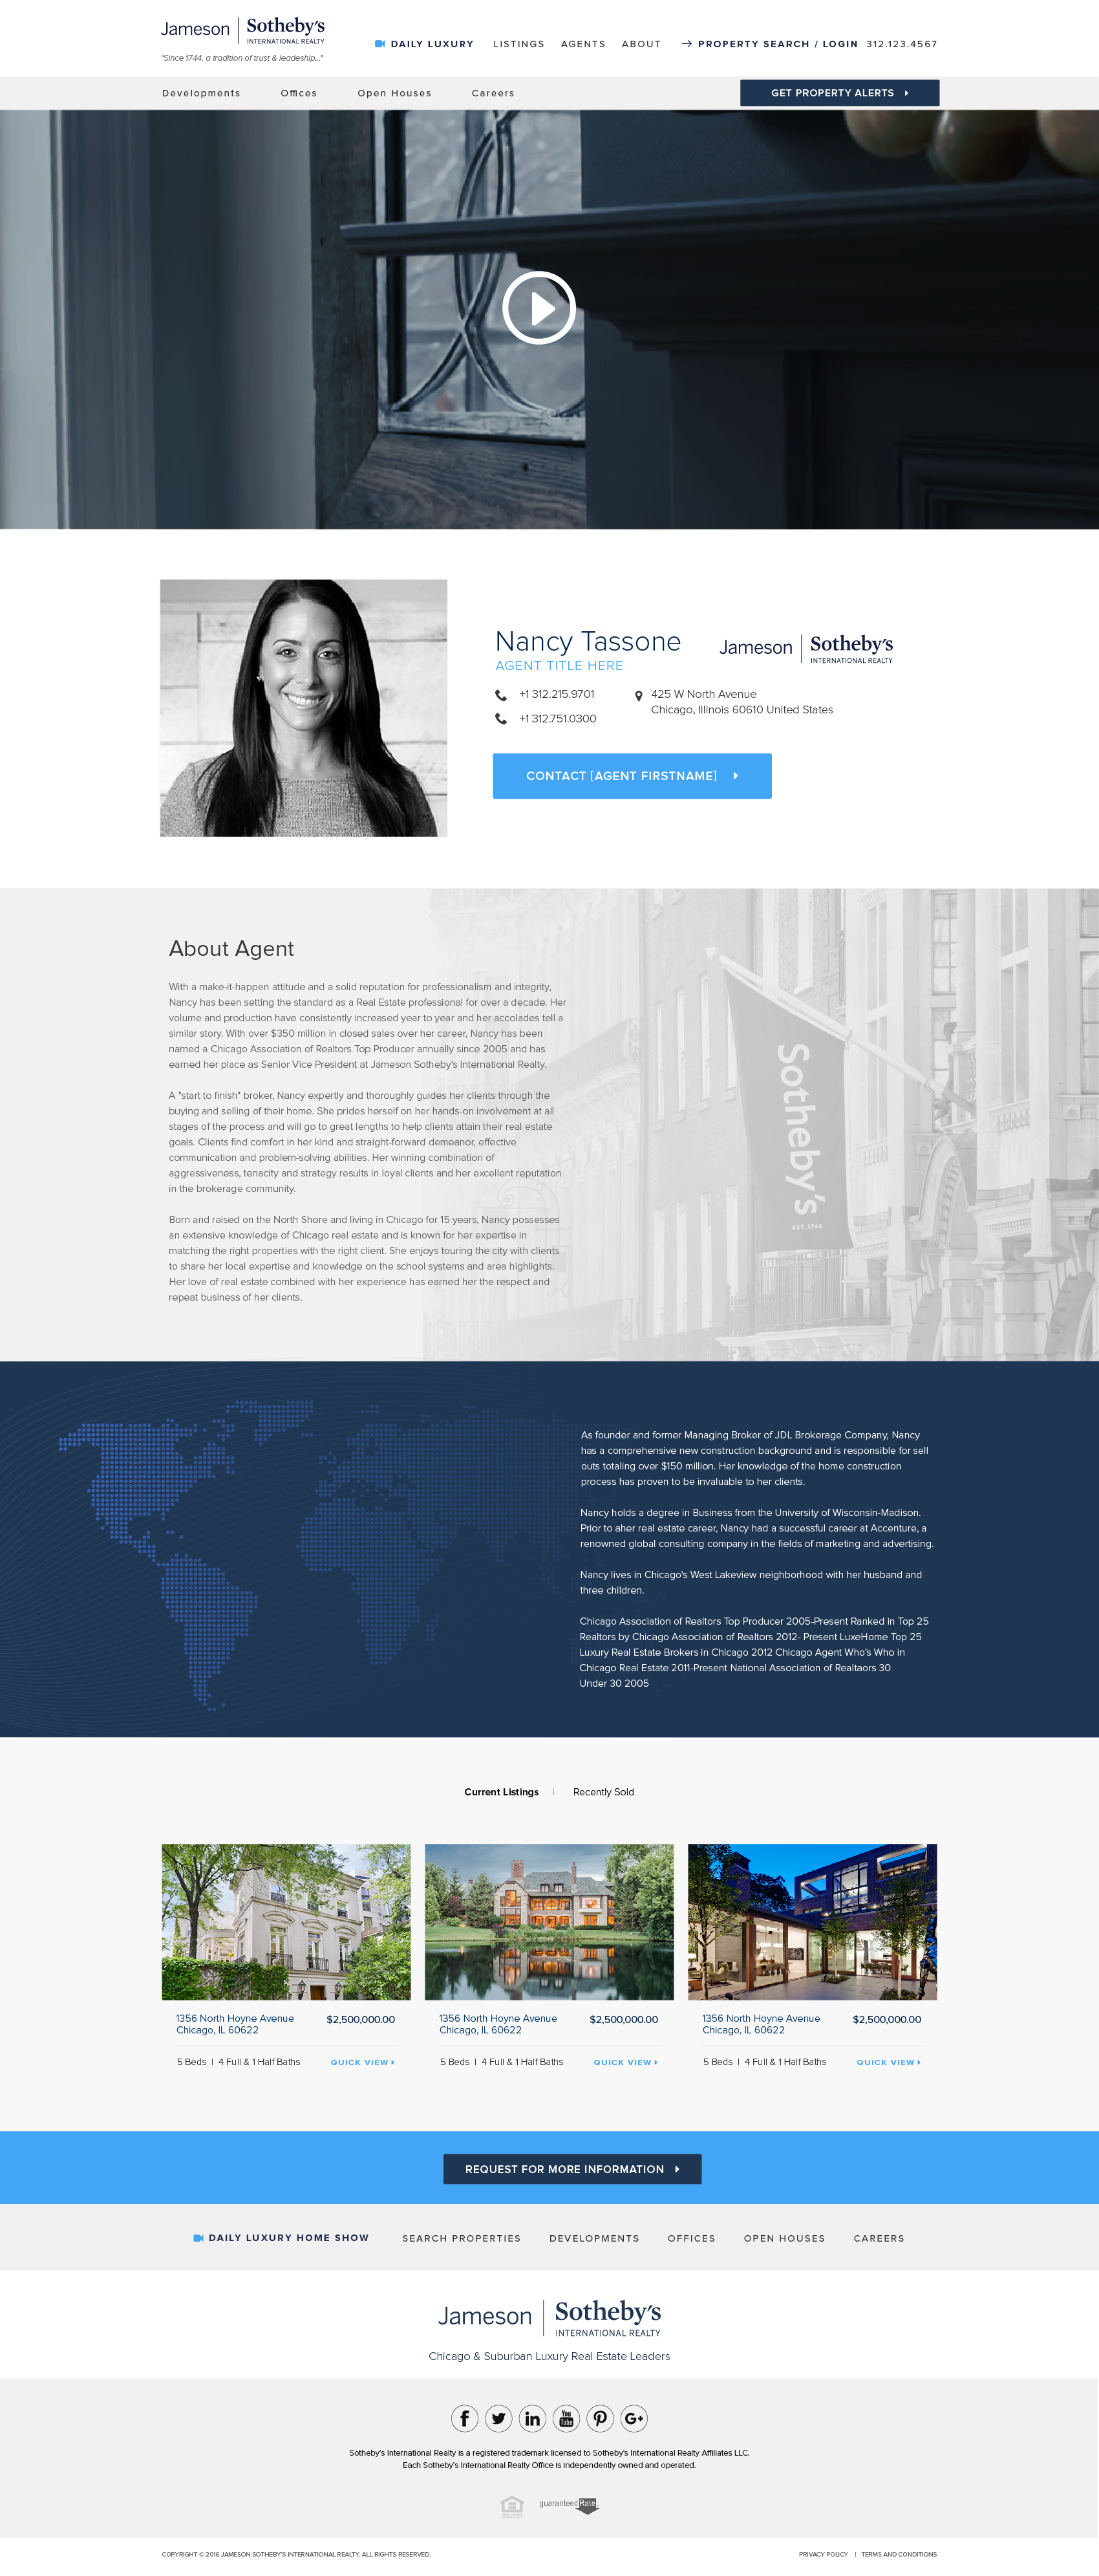 Jameson | Sotheby's
INTERNATIONAL REALTY
"Since 1744, a tradition of trust & leadeship..."
DAILY LUXURY LISTINGS AGENTS ABOUT → PROPERTY SEARCH / LOGIN 312.123.4567
Developments Offices Open Houses Careers GET PROPERTY ALERTS
Nancy Tassone
AGENT TITLE HERE
Jameson | Sotheby's
INTERNATIONAL REALTY
+1 312.215.9701
+1 312.751.0300
425 W North Avenue
Chicago, Illinois 60610 United States
CONTACT [AGENT FIRSTNAME]
About Agent
With a make-it-happen attitude and a solid reputation for professionalism and integrity,
Nancy has been setting the standard as a Real Estate professional for over a decade. Her
volume and production have consistently increased year to year and her accolades tell a
similar story. With over $350 million in closed sales over her career, Nancy has been
named a Chicago Association of Realtors Top Producer annually since 2005 and has
earned her place as Senior Vice President at Jameson Sotheby's International Realty.
A "start to finish" broker, Nancy expertly and thoroughly guides her clients through the
buying and selling of their home. She prides herself on her hands-on involvement at all
stages of the process and will go to great lengths to help clients attain their real estate
goals. Clients find comfort in her kind and straight-forward demeanor, effective
communication and problem-solving abilities. Her winning combination of
aggressiveness, tenacity and strategy results in loyal clients and her excellent reputation
in the brokerage community.
Born and raised on the North Shore and living in Chicago for 15 years, Nancy possesses
an extensive knowledge of Chicago real estate and is known for her expertise in
matching the right properties with the right client. She enjoys touring the city with clients
to share her local expertise and knowledge on the school systems and area highlights.
Her love of real estate combined with her experience has earned her the respect and
repeat business of her clients.
Sotheby's
EST.1744
As founder and former Managing Broker of JDL Brokerage Company, Nancy
has a comprehensive new construction background and is responsible for sell
outs totaling over $150 million. Her knowledge of the home construction
process has proven to be invaluable to her clients.
Nancy holds a degree in Business from the University of Wisconsin-Madison.
Prior to aher real estate career, Nancy had a successful career at Accenture, a
renowned global consulting company in the fields of marketing and advertising.
Nancy lives in Chicago's West Lakeview neighborhood with her husband and
three children.
Chicago Association of Realtors Top Producer 2005-Present Ranked in Top 25
Realtors by Chicago Association of Realtors 2012- Present LuxeHome Top 25
Luxury Real Estate Brokers in Chicago 2012 Chicago Agent Who's Who in
Chicago Real Estate 2011-Present National Association of Realtaors 30
Under 30 2005
Current Listings | Recently Sold
1356 North Hoyne Avenue $2,500,000.00
Chicago, IL 60622
5 Beds | 4 Full & 1 Half Baths QUICK VIEW
1356 North Hoyne Avenue $2,500,000.00
Chicago, IL 60622
5 Beds | 4 Full & 1 Half Baths QUICK VIEW
1356 North Hoyne Avenue $2,500,000.00
Chicago, IL 60622
5 Beds | 4 Full & 1 Half Baths QUICK VIEW
REQUEST FOR MORE INFORMATION
DAILY LUXURY HOME SHOW SEARCH PROPERTIES DEVELOPMENTS OFFICES OPEN HOUSES CAREERS
Jameson | Sotheby's
INTERNATIONAL REALTY
Chicago & Suburban Luxury Real Estate Leaders
f in You Tube G+
Sotheby's International Realty is a registered trademark licensed to Sotheby's International Realty Affiliates LLC.
Each Sotheby's International Realty Office is independently owned and operated.
guaranteed Rate
COPYRIGHT © 2016 JAMESON SOTHEBY'S INTERNATIONAL REALTY. ALL RIGHTS RESERVED. PRIVACY POLICY | TERMS AND CONDITIONS